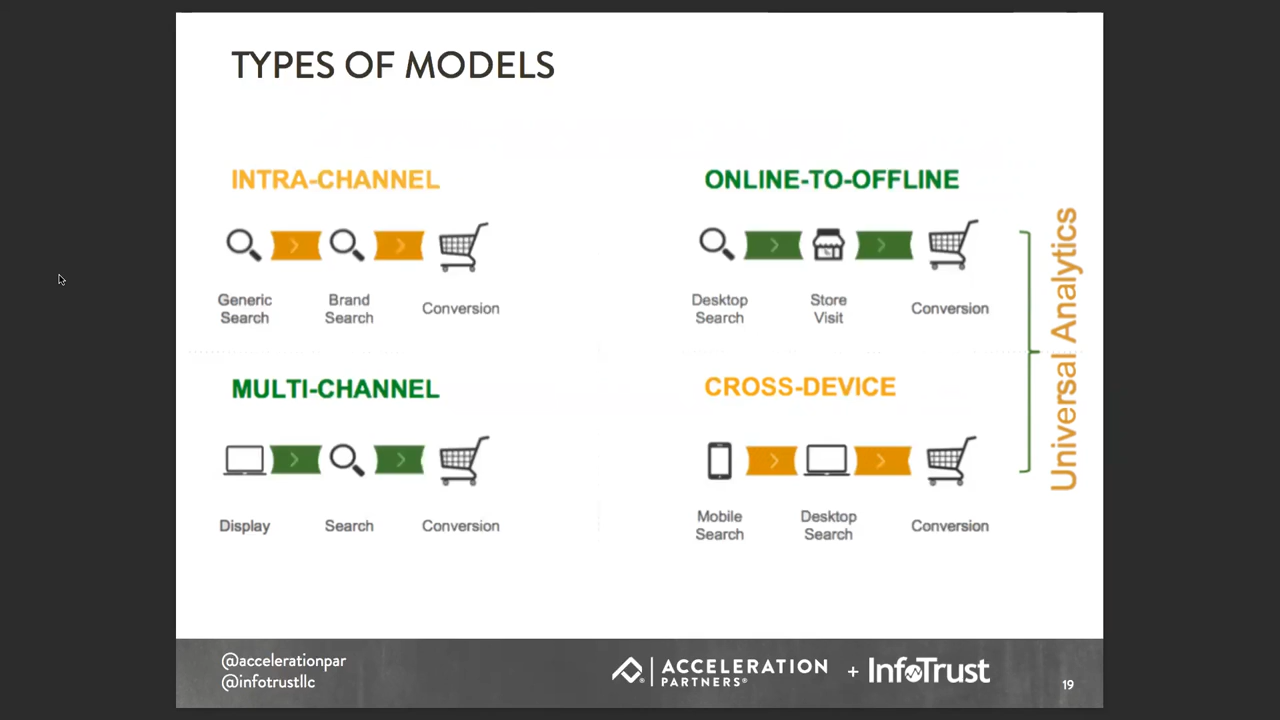 TYPES OF MODELS
INTRA-CHANNEL
Generic
Search
Brand
Search
Conversion
ONLINE-TO-OFFLINE
Desktop
Search
Store
Visit
Conversion
MULTI-CHANNEL
Display
Search
Conversion
CROSS-DEVICE
Mobile
Search
Desktop
Search
Conversion
Universal Analytics
@accelerationpar
@infotrustllc
ACCELERATION
PARTNERS®
+ InfoTrust
19